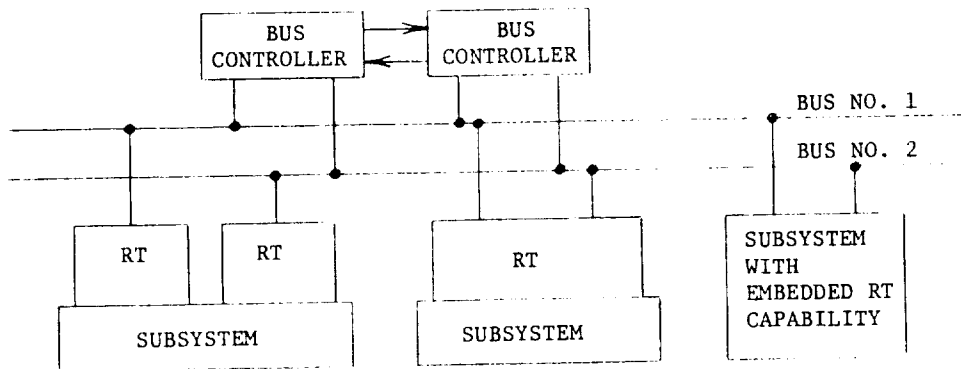 BUS
CONTROLLER
BUS
CONTROLLER
BUS NO. 1
BUS NO. 2
RT
RT
RT
SUBSYSTEM
WITH
EMBEDDED RT
CAPABILITY
SUBSYSTEM
SUBSYSTEM